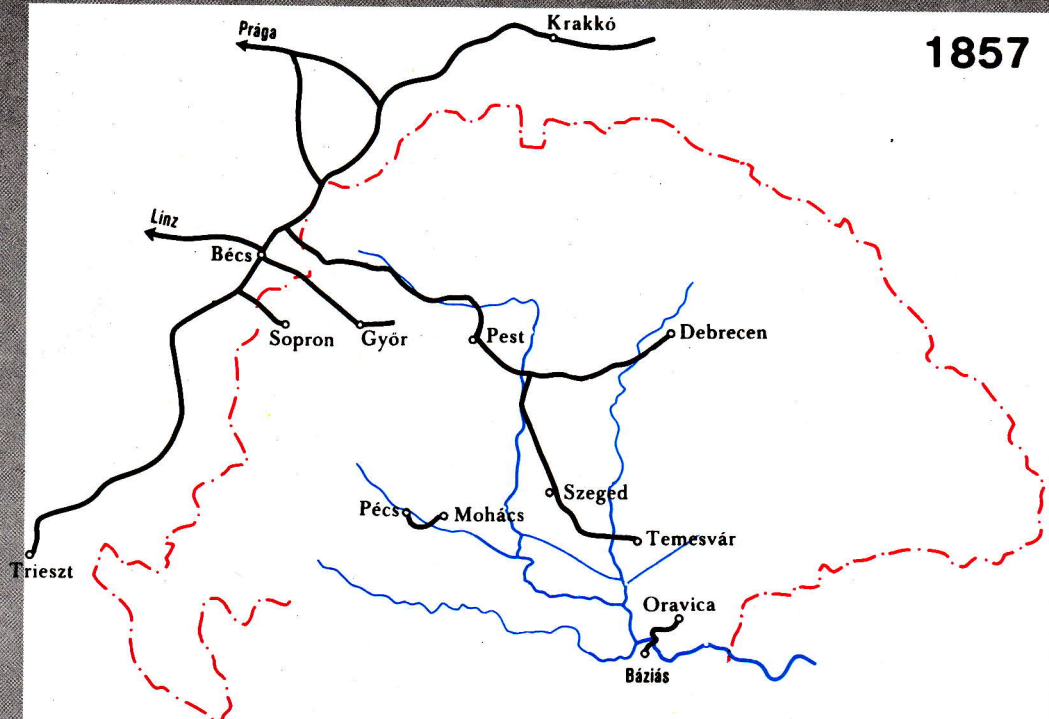 Krakkó
Prága
1857
Linz
Bécs
Sopron
Győr
Pest
Debrecen
Szeged
Pécs
Mohács
Temesvár
Trieszt
Oravica
Báziás